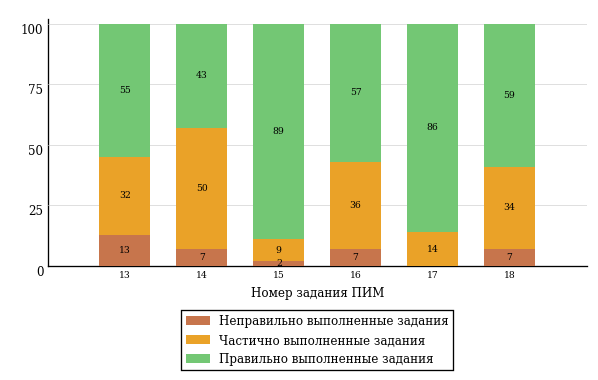 100
75
50
25
0
55 43 89 57 86 59
32 50 9 36 14 34
13 7 2 7 7
13 14 15 16 17 18
Номер задания ПИМ
Неправильно выполненные задания
Частично выполненные задания
Правильно выполненные задания